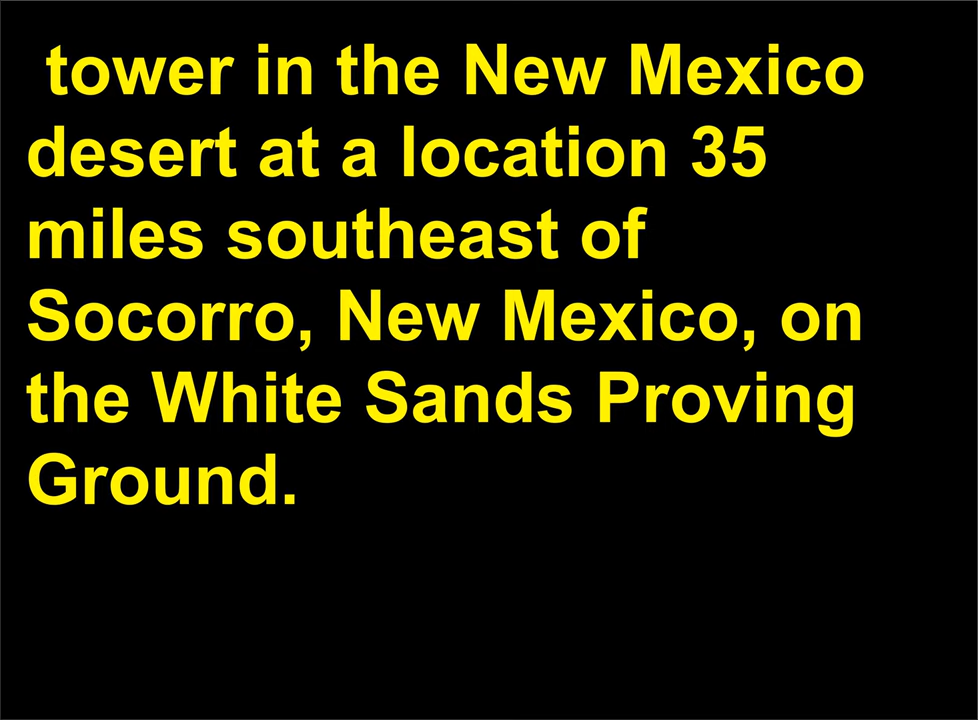 tower in the New Mexico
desert at a location 35
miles southeast of
Socorro, New Mexico, on
the White Sands Proving
Ground.